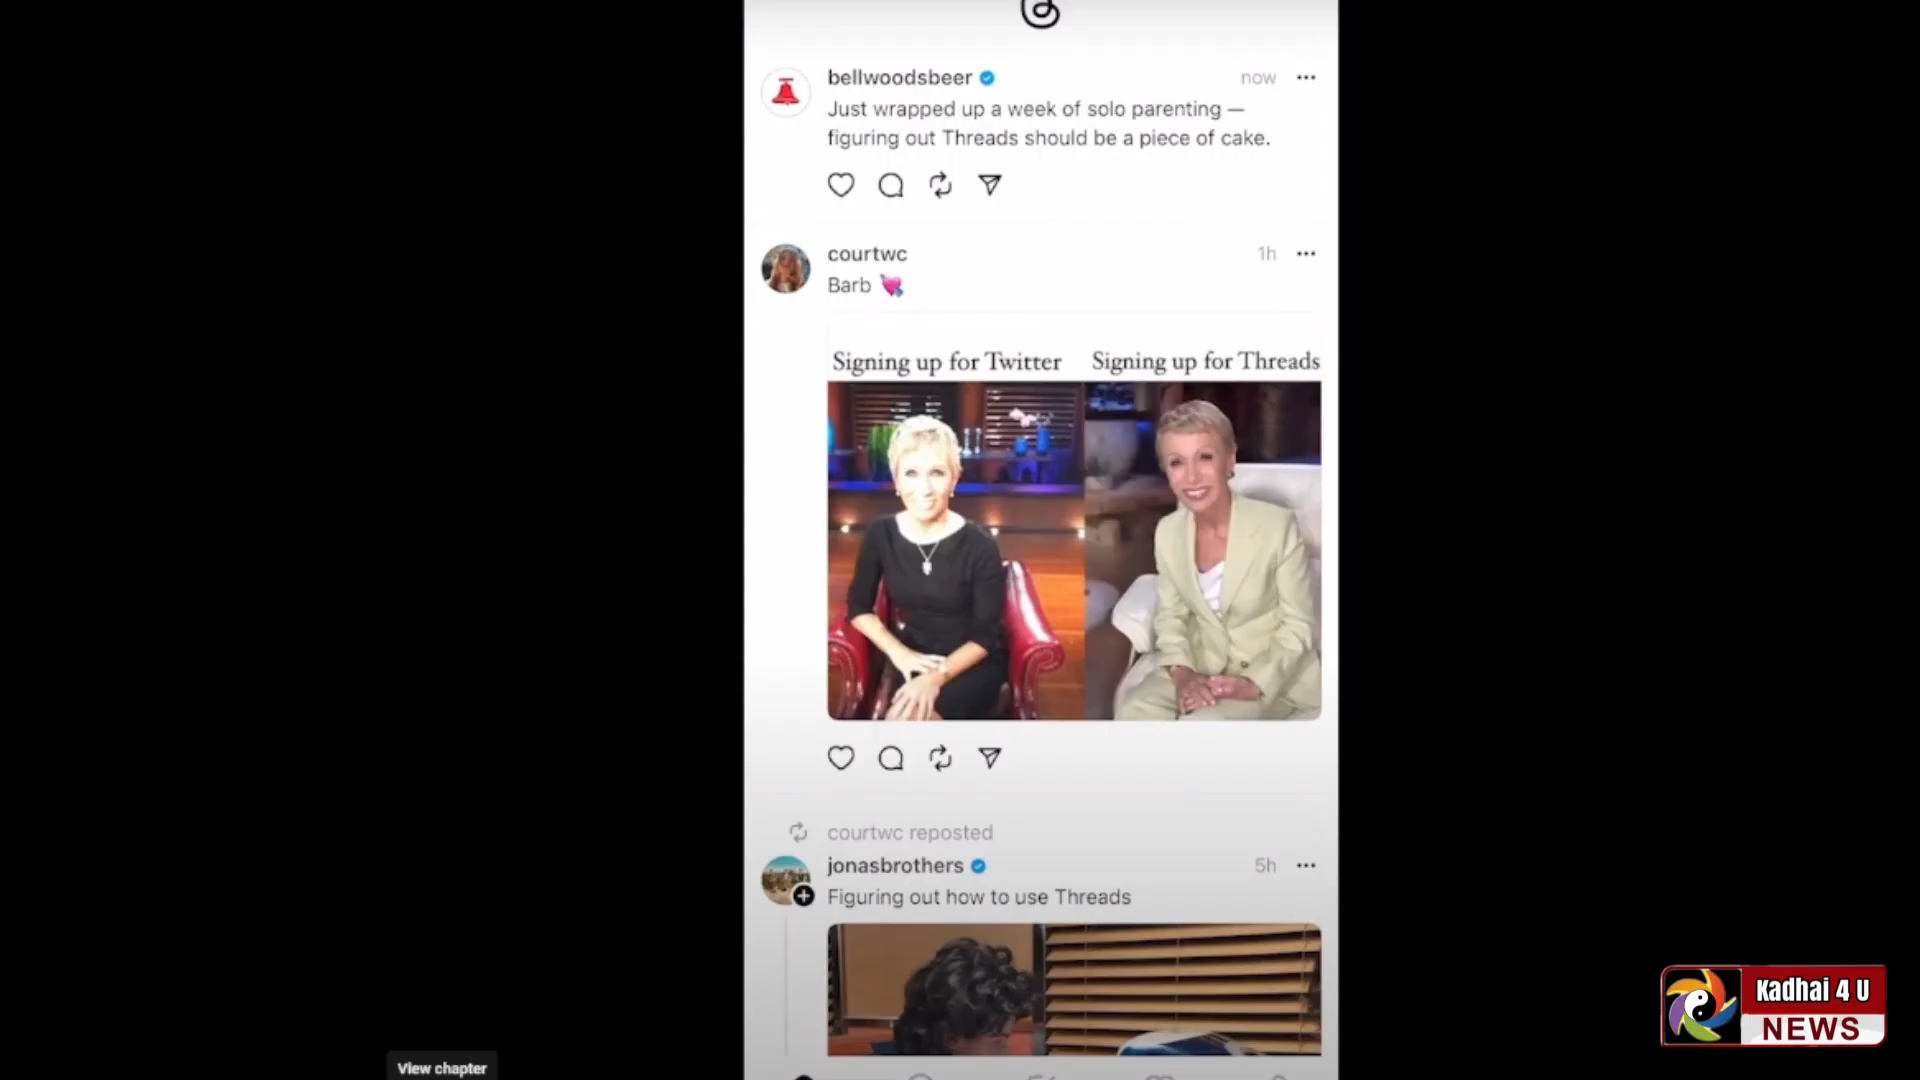 bellwoodsbeer
now
Just wrapped up a week of solo parenting —
figuring out Threads should be a piece of cake.
courtwc
1h
Barb 💘
Signing up for Twitter
Signing up for Threads
courtwc reposted
jonasbrothers
5h
Figuring out how to use Threads
Kadhai 4 U
NEWS
View chapter